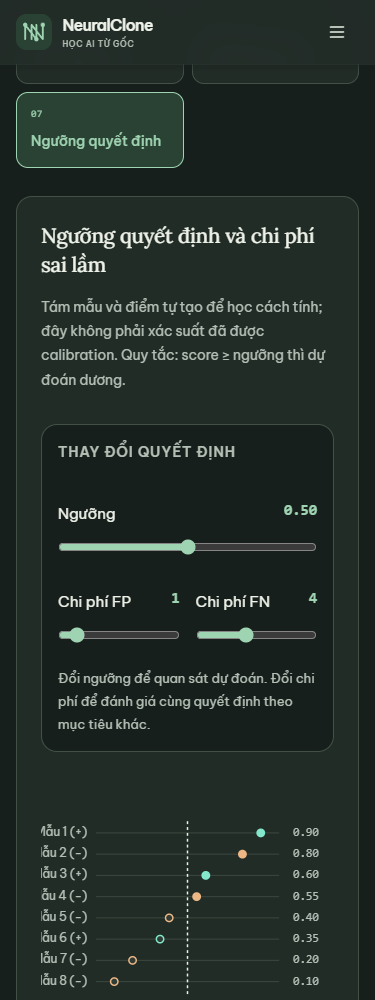 NeuralClone
HỌC AI TỪ GỐC
07
Ngưỡng quyết định
Ngưỡng quyết định và chi phí
sai lầm
Tám mẫu và điểm tự tạo để học cách tính;
đây không phải xác suất đã được
calibration. Quy tắc: score ≥ ngưỡng thì dự
đoán dương.
THAY ĐỔI QUYẾT ĐỊNH
Ngưỡng 0.50
Chi phí FP 1 Chi phí FN 4
Đổi ngưỡng để quan sát dự đoán. Đổi chi
phí để đánh giá cùng quyết định theo
mục tiêu khác.
Mẫu 1 (+) 0.90
ẫu 2 (−) 0.80
ẫu 3 (+) 0.60
ẫu 4 (−) 0.55
ẫu 5 (−) 0.40
ẫu 6 (+) 0.35
ẫu 7 (−) 0.20
ẫu 8 (−) 0.10